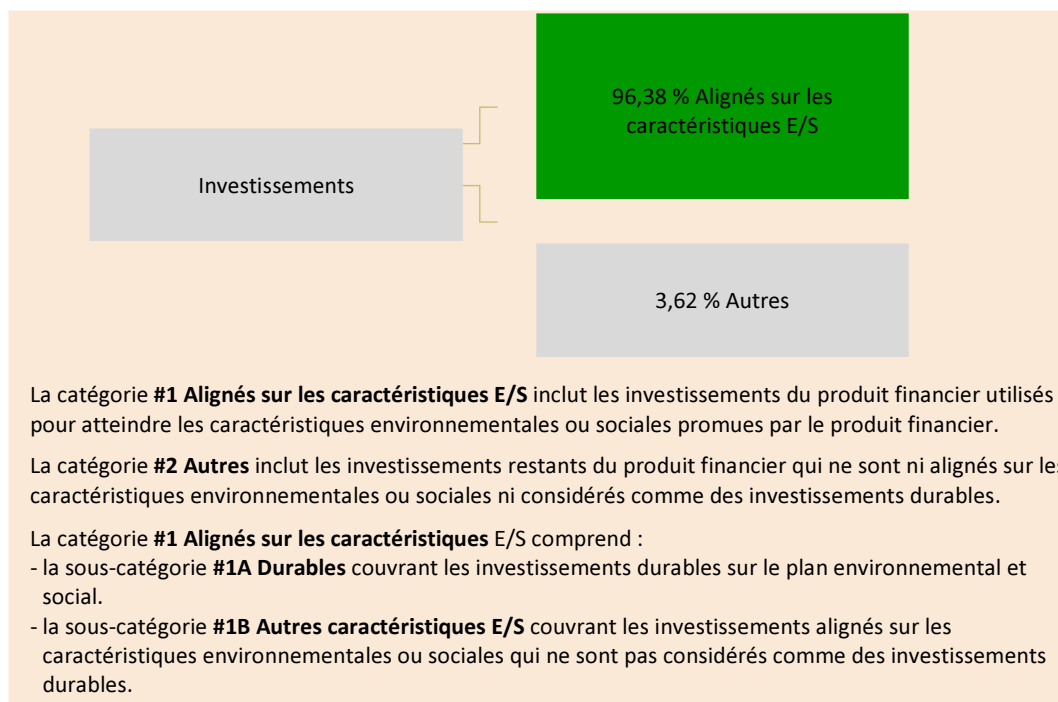 96,38 % Alignés sur les
caractéristiques E/S
Investissements
3,62 % Autres
La catégorie #1 Alignés sur les caractéristiques E/S inclut les investissements du produit financier utilisés
pour atteindre les caractéristiques environnementales ou sociales promues par le produit financier.
La catégorie #2 Autres inclut les investissements restants du produit financier qui ne sont ni alignés sur les
caractéristiques environnementales ou sociales ni considérés comme des investissements durables.
La catégorie #1 Alignés sur les caractéristiques E/S comprend :
- la sous-catégorie #1A Durables couvrant les investissements durables sur le plan environnemental et
social.
- la sous-catégorie #1B Autres caractéristiques E/S couvrant les investissements alignés sur les
caractéristiques environnementales ou sociales qui ne sont pas considérés comme des investissements
durables.